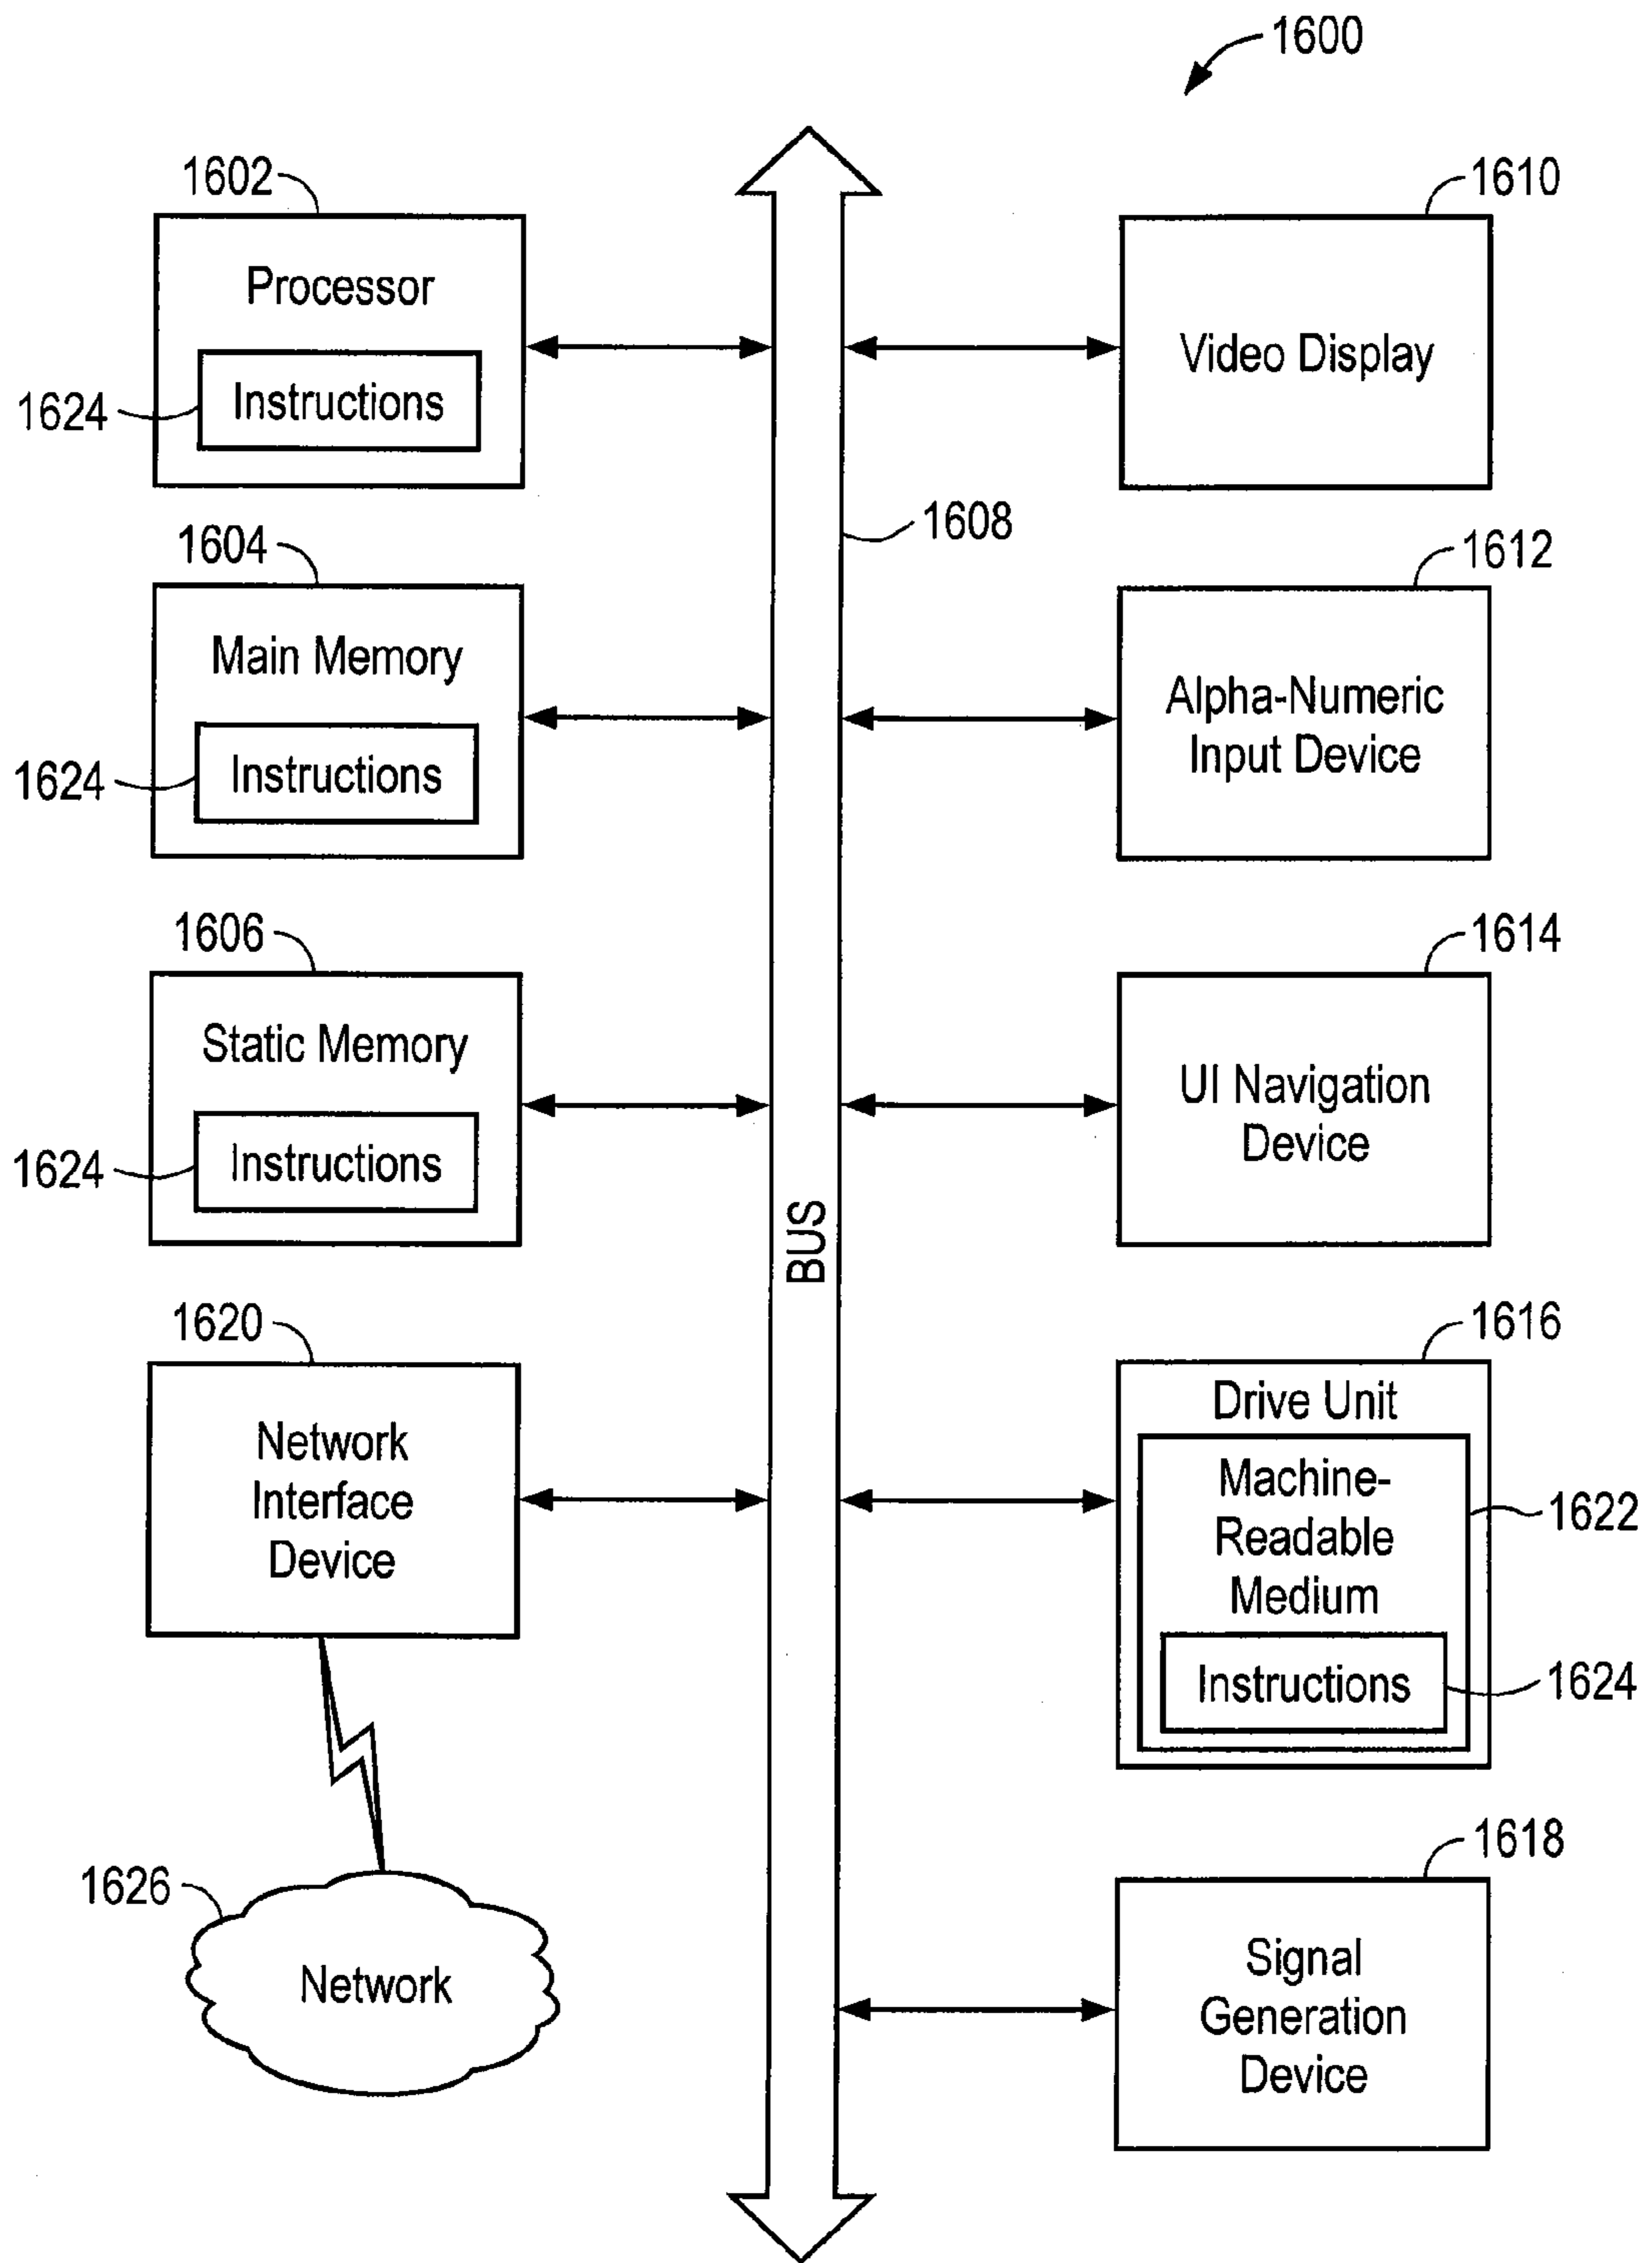 1600
1602
Processor
1624
Instructions
1604
Main Memory
1624
Instructions
1606
Static Memory
1624
Instructions
1620
Network
Interface
Device
1626
Network
BUS
1608
1610
Video Display
1612
Alpha-Numeric
Input Device
1614
UI Navigation
Device
1616
Drive Unit
Machine-
Readable
Medium
1622
Instructions
1624
1618
Signal
Generation
Device